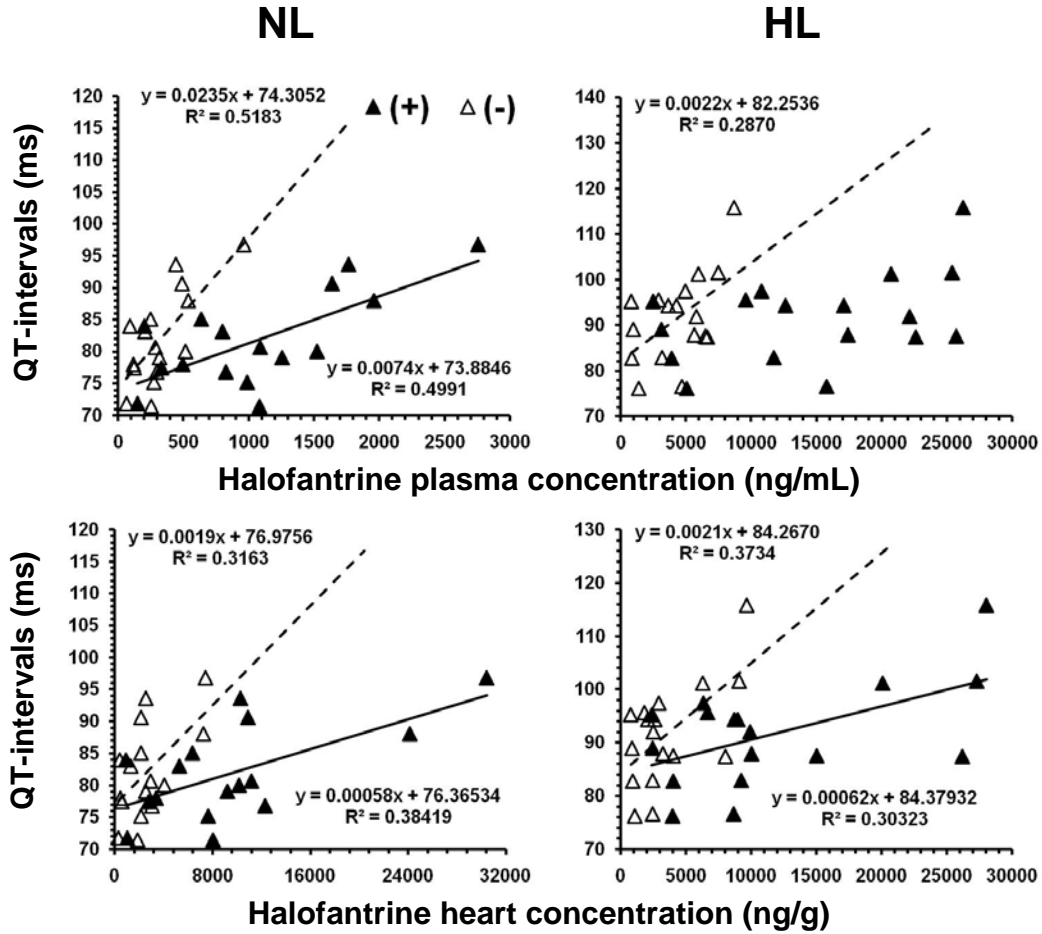 NL
HL
QT-intervals (ms)
120
115
110
105
100
95
90
85
80
75
70
y = 0.0235x + 74.3052
R² = 0.5183
(+) (-)
y = 0.0074x + 73.8846
R² = 0.4991
0 500 1000 1500 2000 2500 3000
140
130
120
110
100
90
80
70
y = 0.0022x + 82.2536
R² = 0.2870
0 5000 10000 15000 20000 25000 30000
Halofantrine plasma concentration (ng/mL)
QT-intervals (ms)
120
115
110
105
100
95
90
85
80
75
70
y = 0.0019x + 76.9756
R² = 0.3163
y = 0.00058x + 76.36534
R² = 0.38419
0 8000 16000 24000 32000
130
120
110
100
90
80
70
y = 0.0021x + 84.2670
R² = 0.3734
y = 0.00062x + 84.37932
R² = 0.30323
0 5000 10000 15000 20000 25000 30000
Halofantrine heart concentration (ng/g)